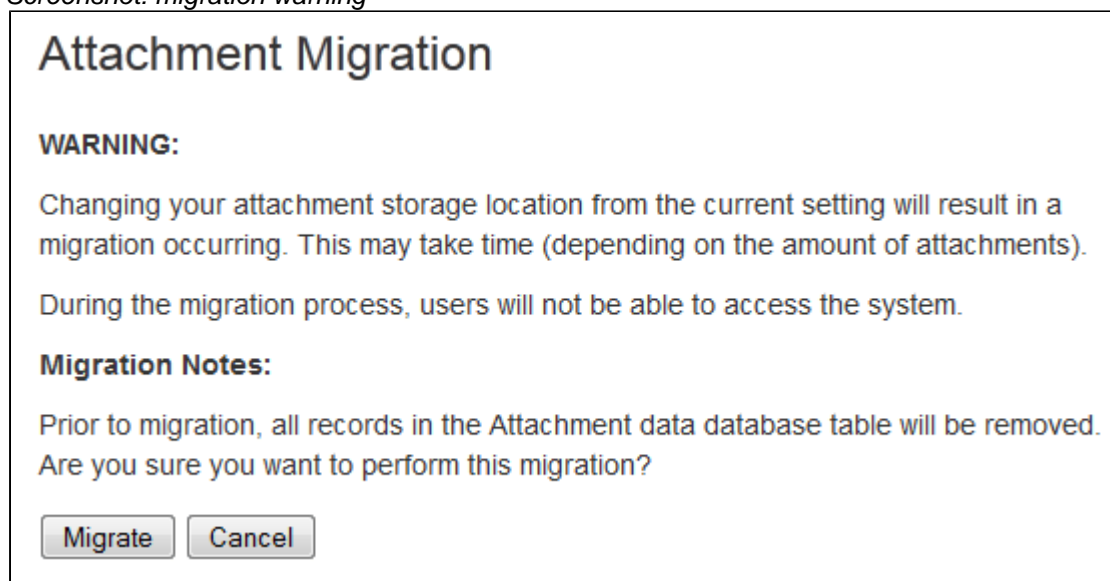 Screenshot: migration warning
Attachment Migration
WARNING:
Changing your attachment storage location from the current setting will result in a
migration occurring. This may take time (depending on the amount of attachments).
During the migration process, users will not be able to access the system.
Migration Notes:
Prior to migration, all records in the Attachment data database table will be removed.
Are you sure you want to perform this migration?
Migrate Cancel